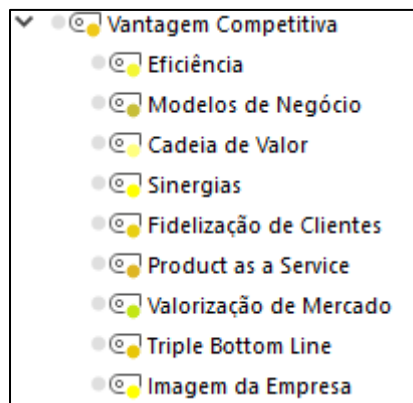 Vantagem Competitiva
Eficiência
Modelos de Negócio
Cadeia de Valor
Sinergias
Fidelização de Clientes
Product as a Service
Valorização de Mercado
Triple Bottom Line
Imagem da Empresa